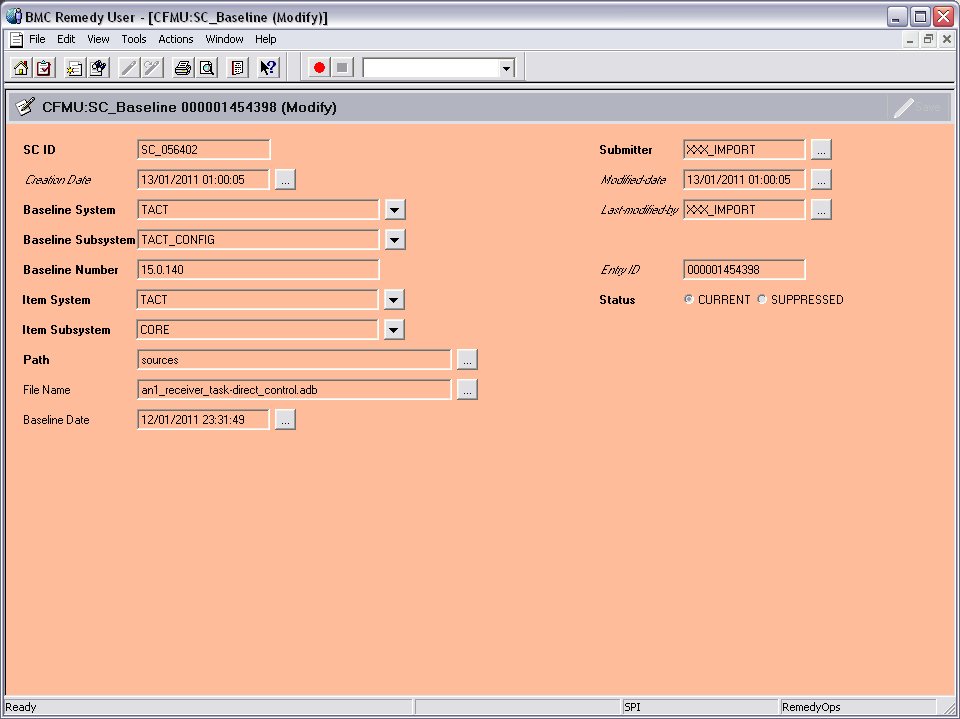 BMC Remedy User - [CFMU:SC_Baseline (Modify)]
File Edit View Tools Actions Window Help
CFMU:SC_Baseline 000001454398 (Modify) Save
SC ID SC_056402 Submitter XXX_IMPORT ...
Creation Date 13/01/2011 01:00:05 ... Modified-date 13/01/2011 01:00:05 ...
Baseline System TACT Last-modified-by XXX_IMPORT ...
Baseline Subsystem TACT_CONFIG
Baseline Number 15.0.140 Entry ID 000001454398
Item System TACT Status CURRENT SUPPRESSED
Item Subsystem CORE
Path sources ...
File Name an1_receiver_task-direct_control.adb ...
Baseline Date 12/01/2011 23:31:49 ...
Ready SPI RemedyOps